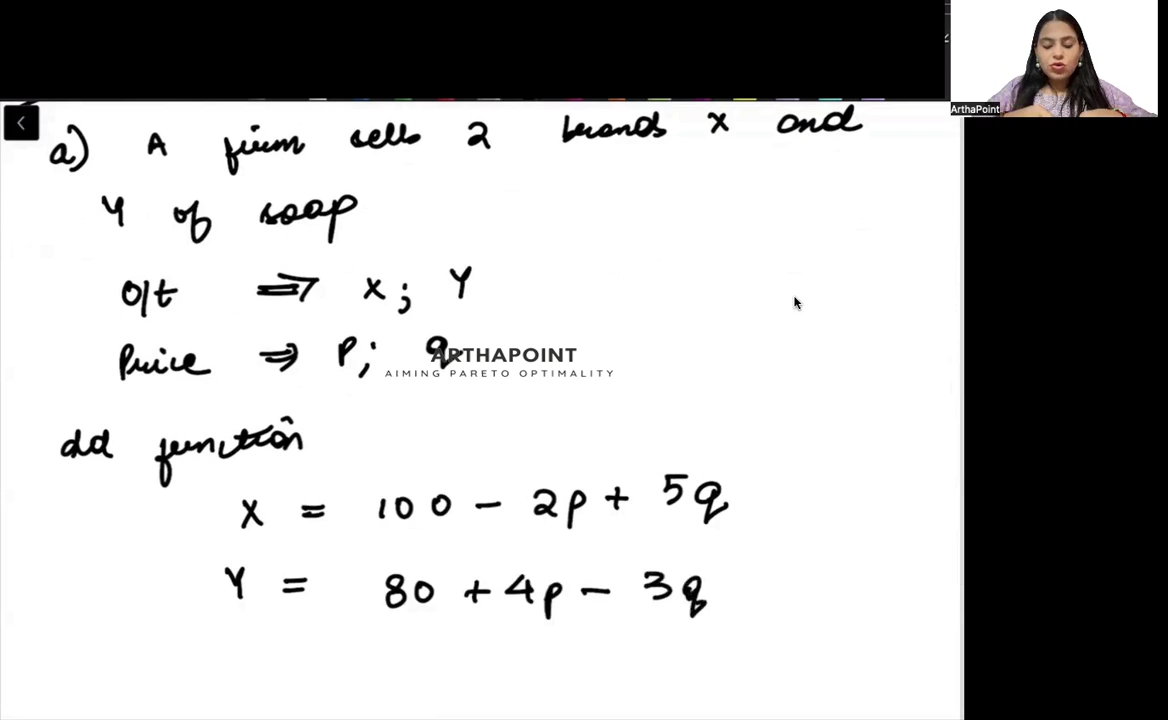 ArthaPoint
a) A firm sells 2 brands X and
Y of soap
O/t ⇒ X; Y
Price ⇒ P; q
ARTHAPOINT
AIMING PARETO OPTIMALITY
dd function
X = 100 - 2p + 5q
Y = 80 + 4p - 3q